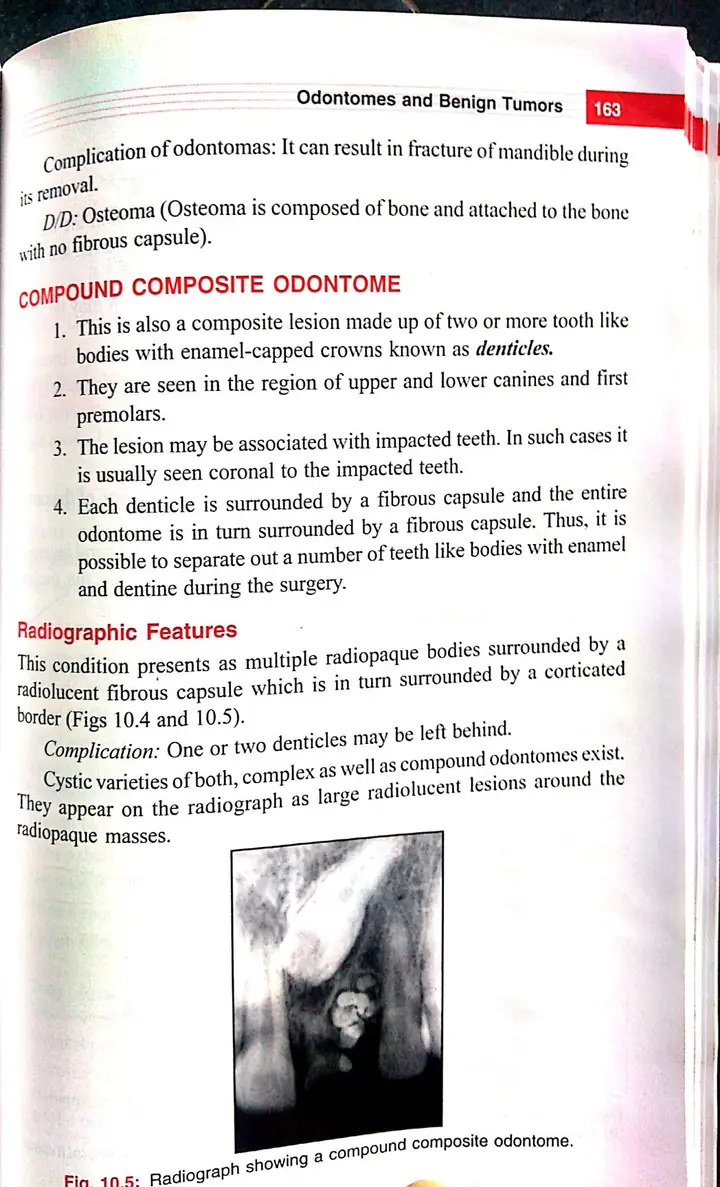 Odontomes and Benign Tumors 163
Complication of odontomas: It can result in fracture of mandible during
its removal.
D/D: Osteoma (Osteoma is composed of bone and attached to the bone
with no fibrous capsule).
COMPOUND COMPOSITE ODONTOME
1. This is also a composite lesion made up of two or more tooth like
bodies with enamel-capped crowns known as denticles.
2. They are seen in the region of upper and lower canines and first
premolars.
3. The lesion may be associated with impacted teeth. In such cases it
is usually seen coronal to the impacted teeth.
4. Each denticle is surrounded by a fibrous capsule and the entire
odontome is in turn surrounded by a fibrous capsule. Thus, it is
possible to separate out a number of teeth like bodies with enamel
and dentine during the surgery.
Radiographic Features
This condition presents as multiple radiopaque bodies surrounded by a
radiolucent fibrous capsule which is in turn surrounded by a corticated
border (Figs 10.4 and 10.5).
Complication: One or two denticles may be left behind.
Cystic varieties of both, complex as well as compound odontomes exist.
They appear on the radiograph as large radiolucent lesions around the
radiopaque masses.
Fig. 10.5: Radiograph showing a compound composite odontome.